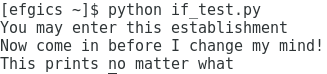 [efgics ~]$ python if_test.py
You may enter this establishment
Now come in before I change my mind!
This prints no matter what